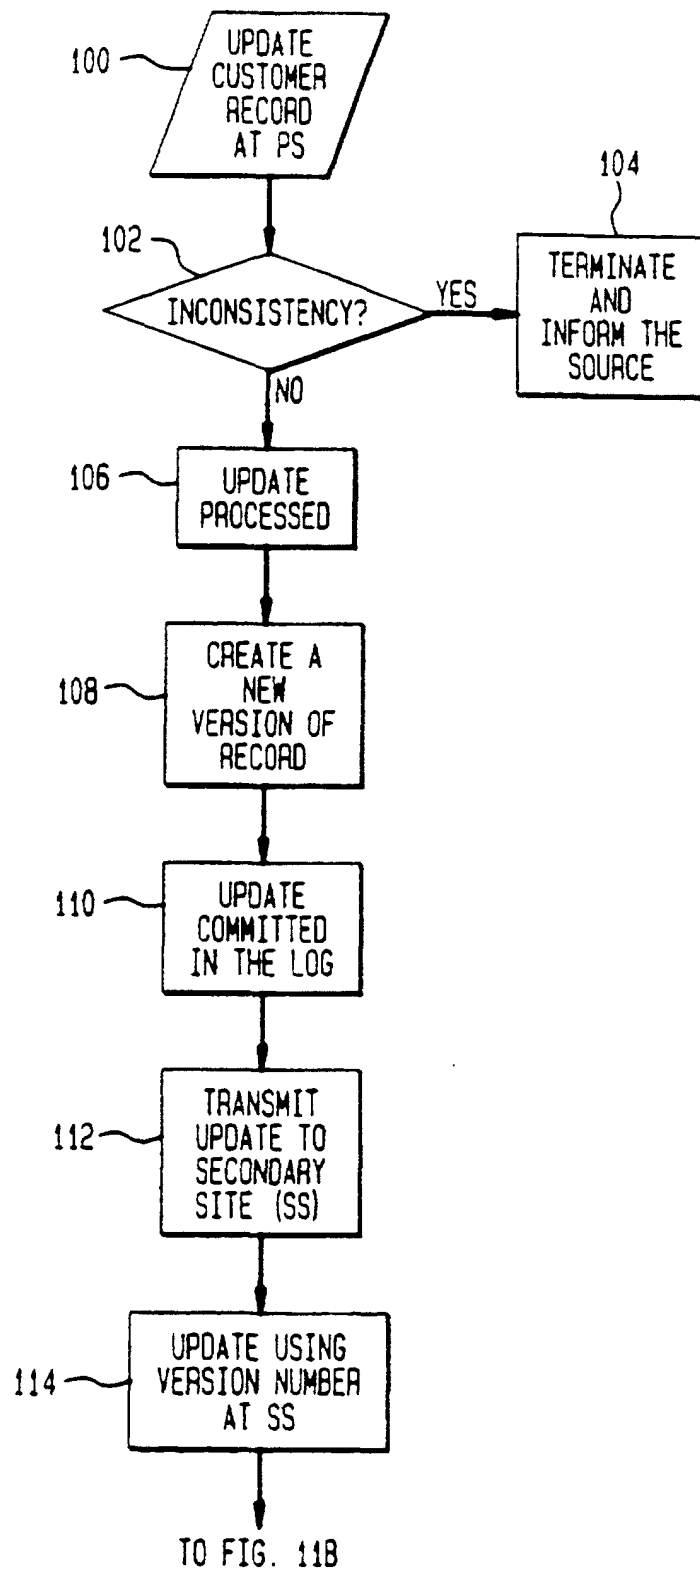 100
UPDATE
CUSTOMER
RECORD
AT PS
104
102
INCONSISTENCY?
YES
TERMINATE
AND
INFORM THE
SOURCE
NO
106
UPDATE
PROCESSED
108
CREATE A
NEW
VERSION OF
RECORD
110
UPDATE
COMMITTED
IN THE LOG
112
TRANSMIT
UPDATE TO
SECONDARY
SITE (SS)
114
UPDATE USING
VERSION NUMBER
AT SS
TO FIG. 11B